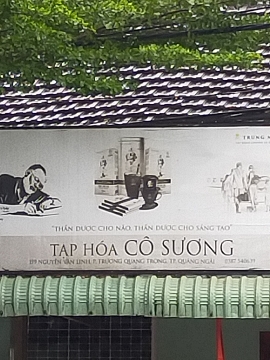 TRUNG
"THẦN DƯỢC CHO NÃO, THẦN DƯỢC CHO SÁNG TẠO"
TẠP HÓA CÔ SƯƠNG
NGUYỄN VĂN LINH, P. TRƯƠNG QUANG TRỌNG, TP. QUẢNG NGÃI